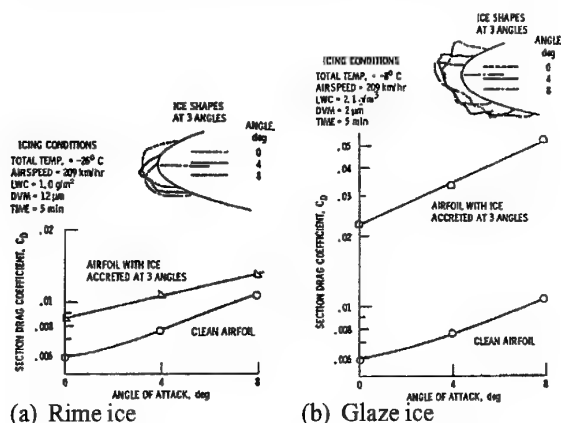 ICE SHAPES
AT 3 ANGLES
ANGLE,
deg
0
4
8
ICING CONDITIONS
TOTAL TEMP, = -26° C
AIRSPEED = 209 km/hr
LWC = 1.0 g/m³
DVM = 12 μm
TIME = 5 min
SECTION DRAG COEFFICIENT, C_D
.02
.01
.008
.006
AIRFOIL WITH ICE
ACCRETED AT 3 ANGLES
CLEAN AIRFOIL
0
4
8
ANGLE OF ATTACK, deg
(a) Rime ice
ICE SHAPES
AT 3 ANGLES
ANGLE
deg
0
4
8
ICING CONDITIONS
TOTAL TEMP, = -8° C
AIRSPEED = 209 km/hr
LWC = 2.1 g/m³
DVM = 2 μm
TIME = 5 min
SECTION DRAG COEFFICIENT, C_D
.05
.04
.03
.02
.01
.008
.006
AIRFOIL WITH ICE
ACCRETED AT 3 ANGLES
CLEAN AIRFOIL
0
4
8
ANGLE OF ATTACK, deg
(b) Glaze ice